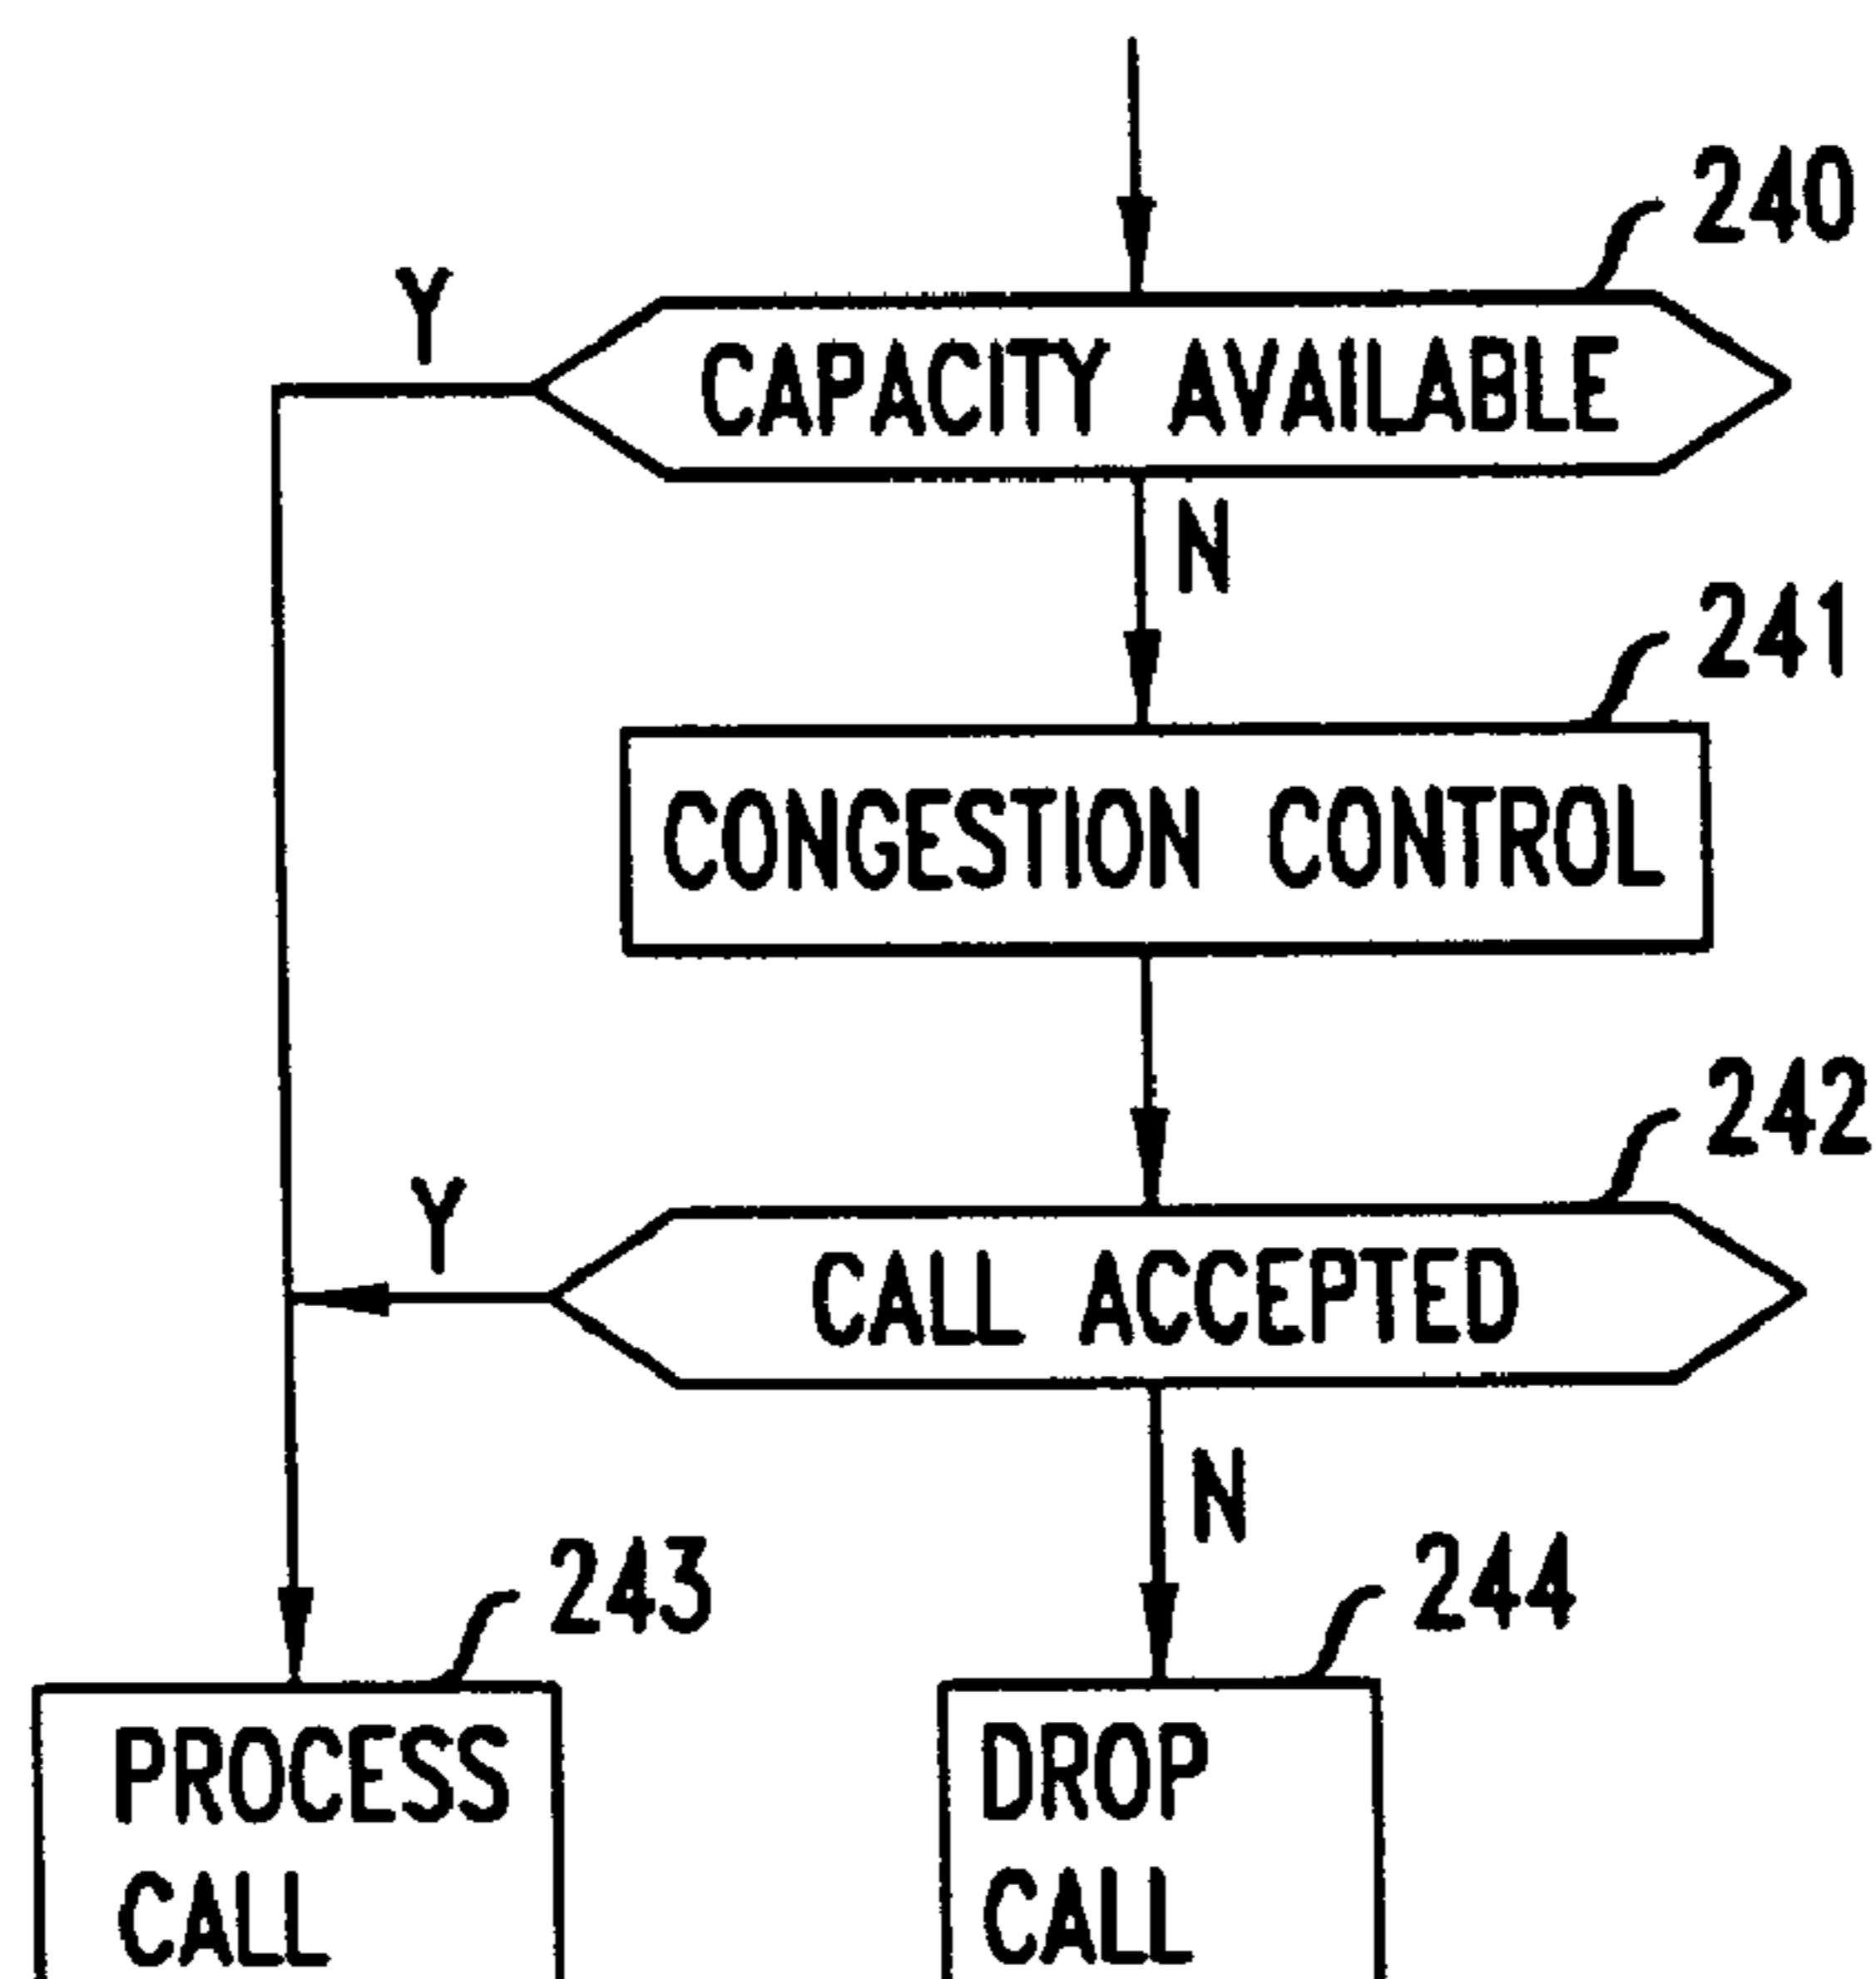 240
Y
CAPACITY AVAILABLE
N
241
CONGESTION CONTROL
242
Y
CALL ACCEPTED
N
243
244
PROCESS
CALL
DROP
CALL